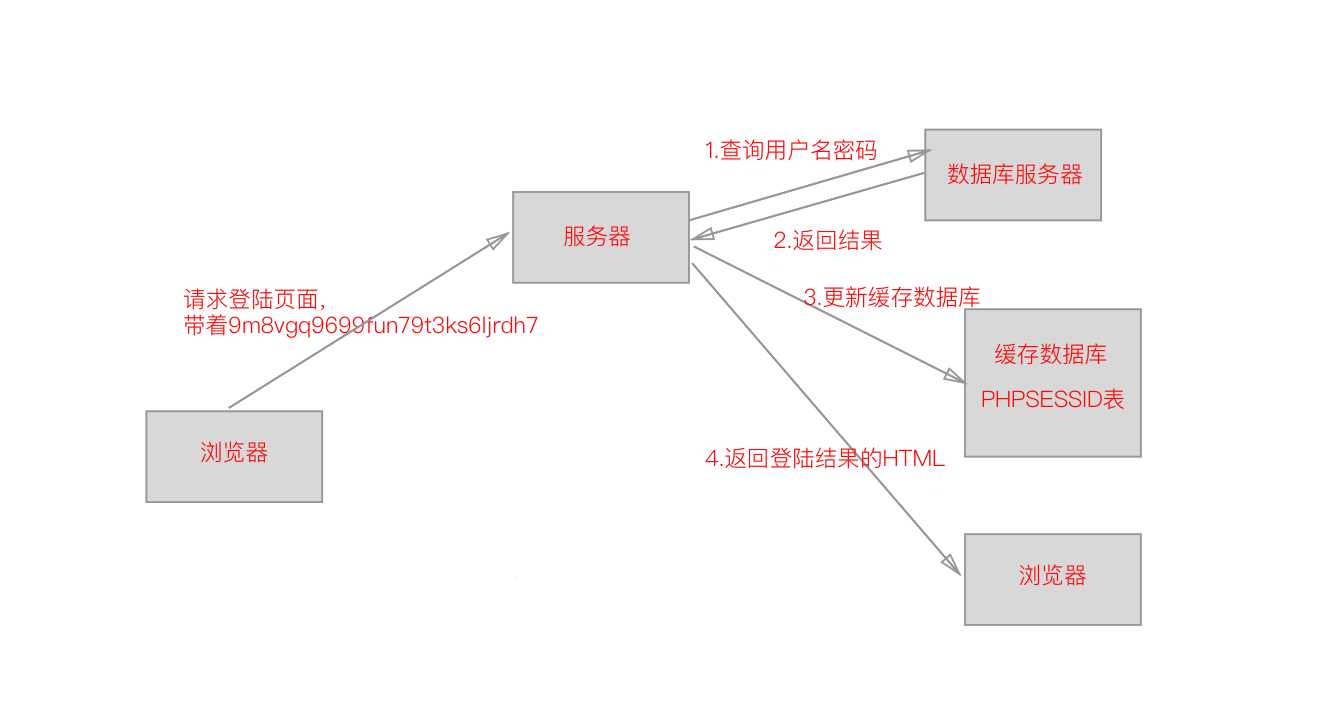 1.查询用户名密码
数据库服务器
服务器
2.返回结果
请求登陆页面，
带着9m8vgq9699fun79t3ks6ljrdh7
3.更新缓存数据库
缓存数据库
PHPSESSID表
浏览器
4.返回登陆结果的HTML
浏览器